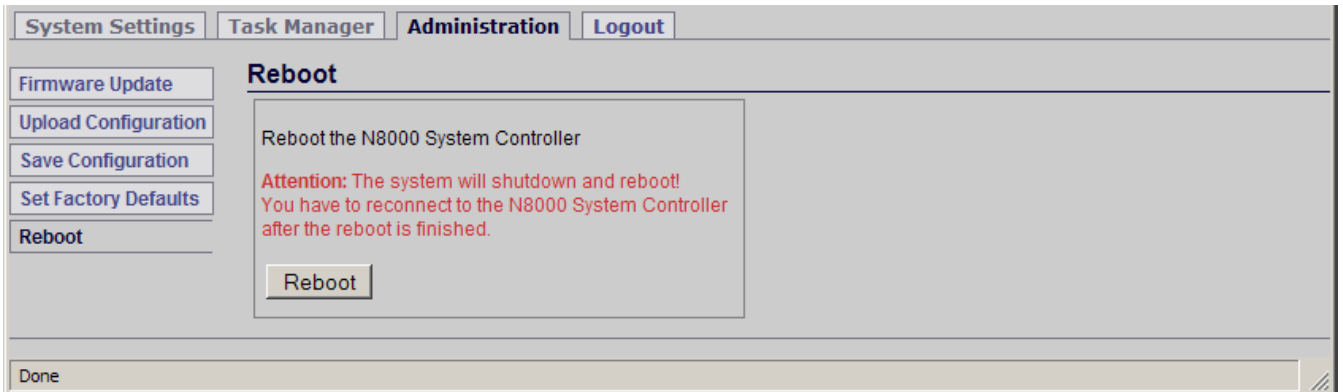 System Settings Task Manager Administration Logout
Firmware Update
Upload Configuration
Save Configuration
Set Factory Defaults
Reboot
Reboot
Reboot the N8000 System Controller
Attention: The system will shutdown and reboot!
You have to reconnect to the N8000 System Controller
after the reboot is finished.
Reboot
Done